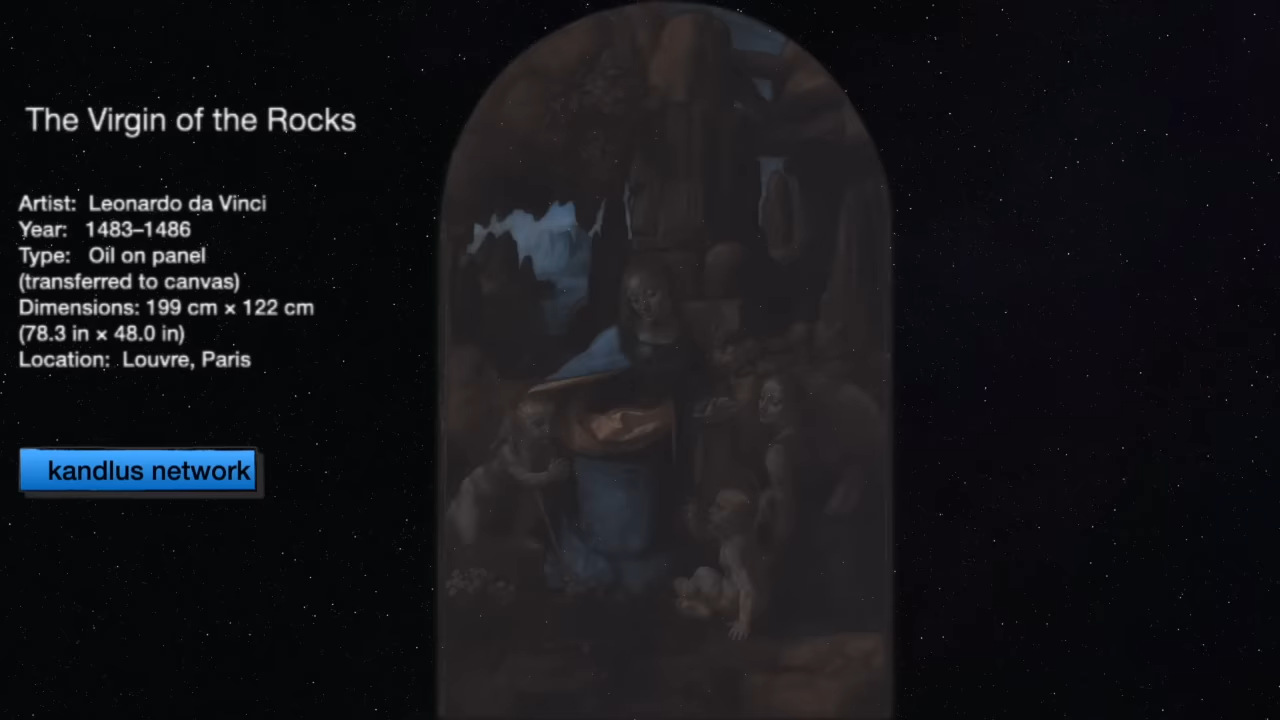 The Virgin of the Rocks
Artist: Leonardo da Vinci
Year: 1483–1486
Type: Oil on panel
(transferred to canvas)
Dimensions: 199 cm × 122 cm
(78.3 in × 48.0 in)
Location: Louvre, Paris
kandlus network